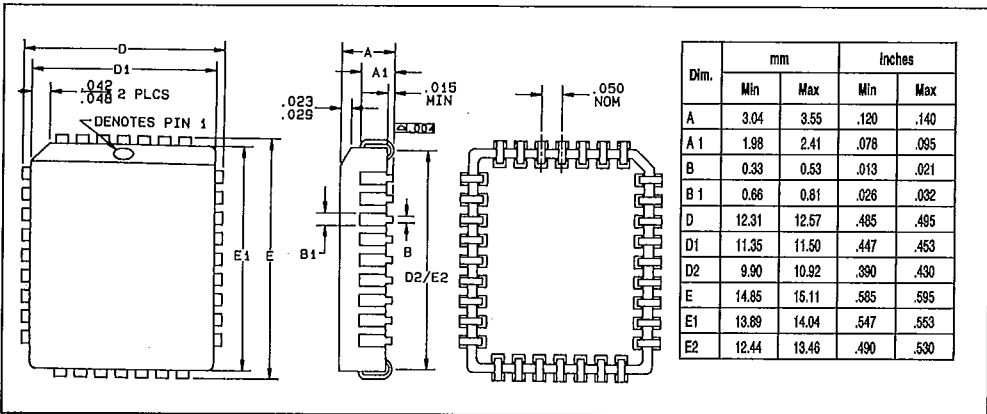 D
D1
.042
.048 2 PLCS
DENOTES PIN 1
E1
E
A
A1
.015
MIN
.023
.029
.004
B1
B
D2/E2
.050
NOM
Dim. mm Inches
Min Max Min Max
A 3.04 3.55 .120 .140
A 1 1.98 2.41 .078 .095
B 0.33 0.53 .013 .021
B 1 0.66 0.81 .026 .032
D 12.31 12.57 .485 .495
D1 11.35 11.50 .447 .453
D2 9.90 10.92 .390 .430
E 14.85 15.11 .585 .595
E1 13.89 14.04 .547 .553
E2 12.44 13.46 .490 .530